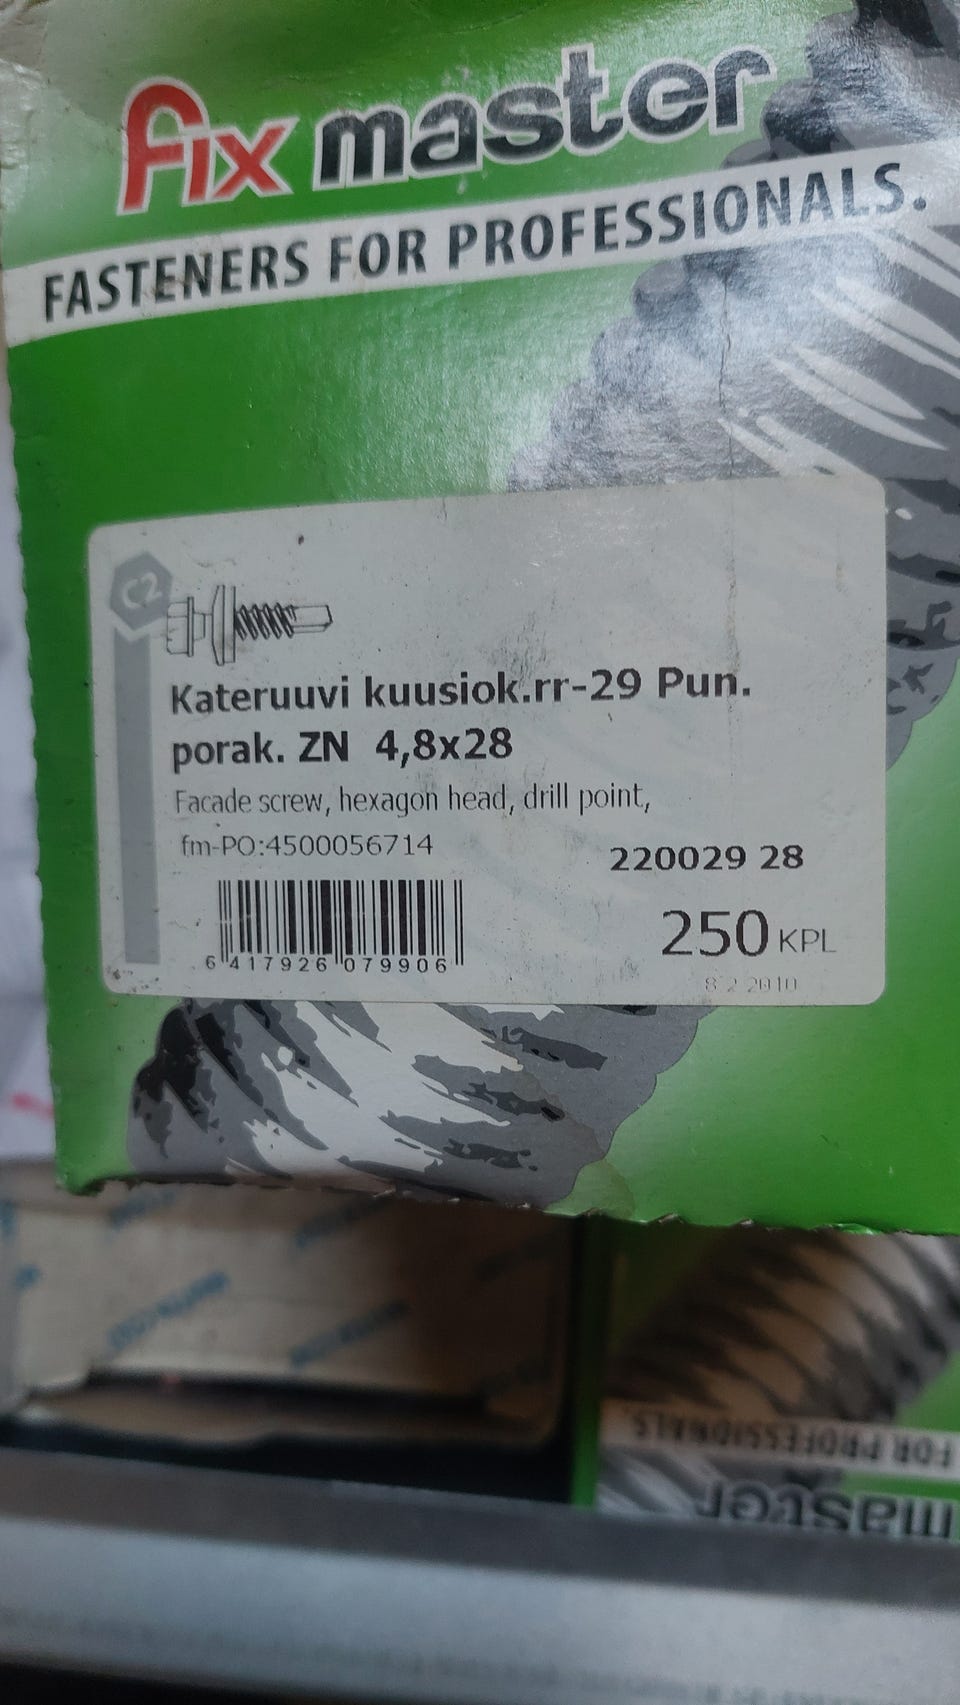 fix master
FASTENERS FOR PROFESSIONALS.
C2
Kateruuvi kuusiok.rr-29 Pun.
porak. ZN 4,8x28
Facade screw, hexagon head, drill point,
fm-PO:4500056714
220029 28
250 KPL
6 417926 079906
8 2 2010
FOR PROFESSIONALS.
master